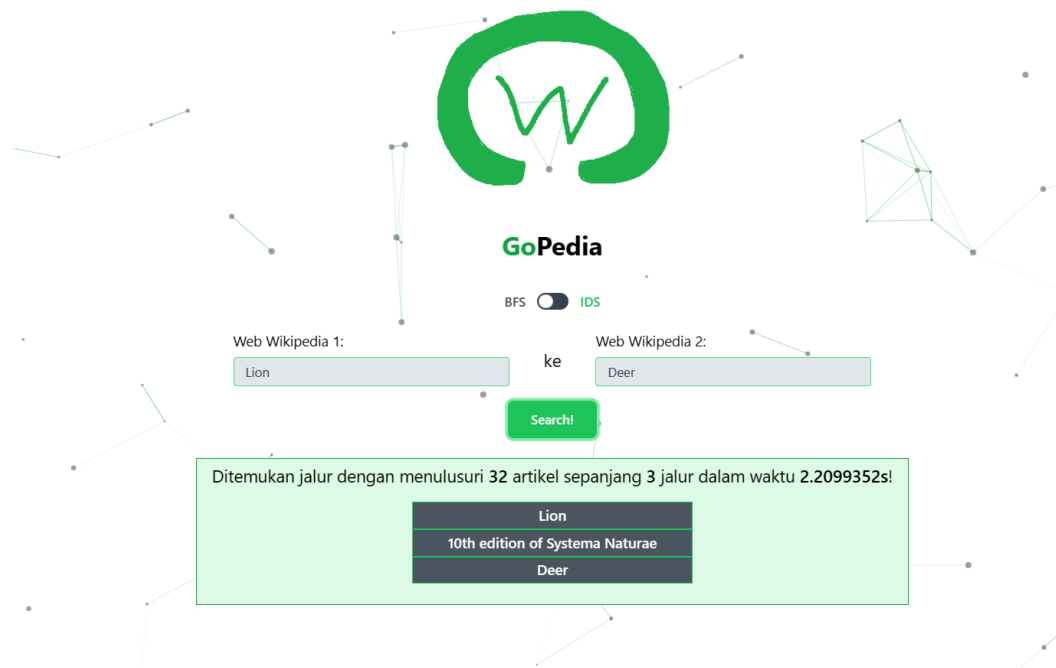 W
GoPedia
BFS IDS
Web Wikipedia 1:
Lion
ke
Web Wikipedia 2:
Deer
Search!
Ditemukan jalur dengan menulusuri 32 artikel sepanjang 3 jalur dalam waktu 2.2099352s!
Lion
10th edition of Systema Naturae
Deer